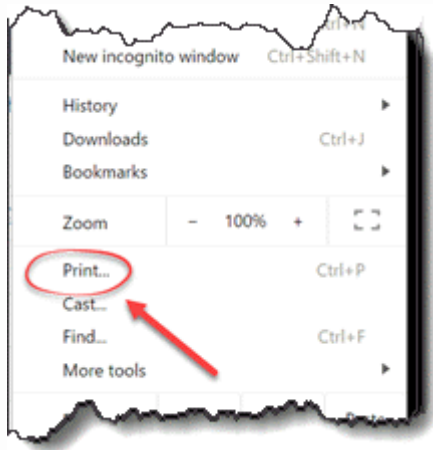 New incognito window Ctrl+Shift+N
History
Downloads Ctrl+J
Bookmarks
Zoom - 100% +
Print... Ctrl+P
Cast...
Find... Ctrl+F
More tools